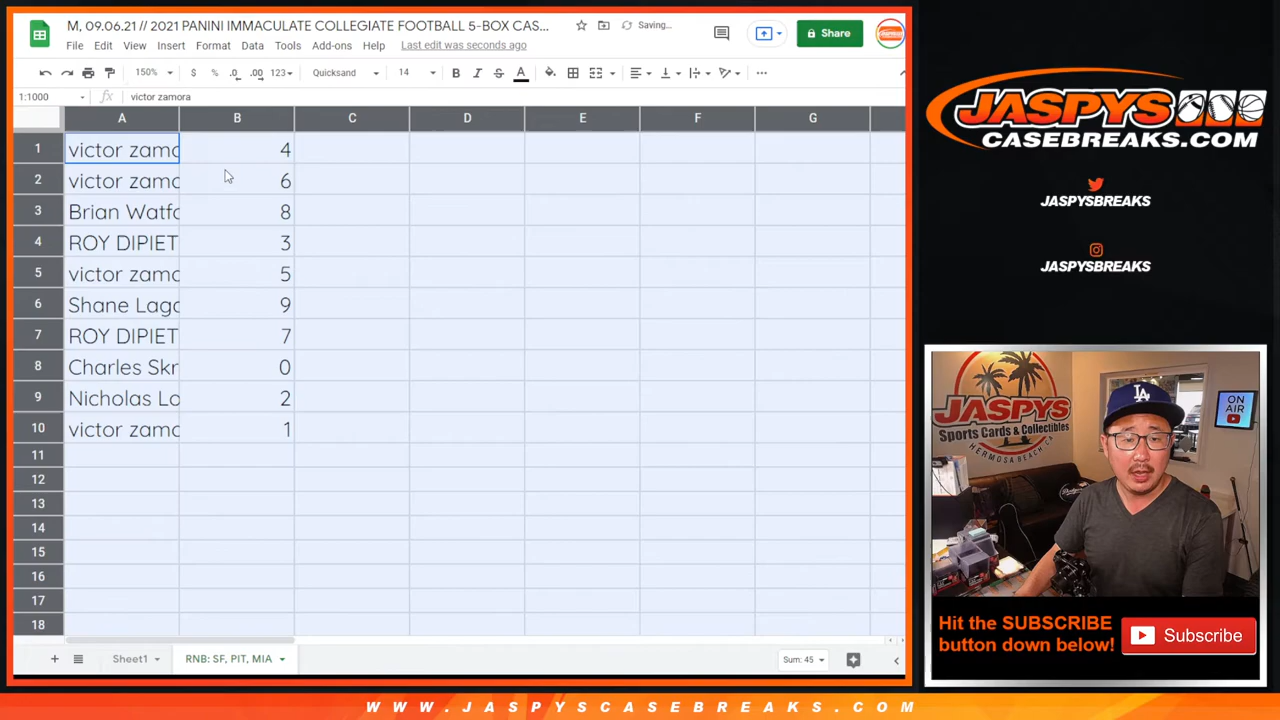 M, 09.06.21 // 2021 PANINI IMMACULATE COLLEGIATE FOOTBALL 5-BOX CAS...
Saving...
Share
File Edit View Insert Format Data Tools Add-ons Help Last edit was seconds ago
150% $ % .0 .00 123 Quicksand 14 B I S A
1:1000 fx victor zamora
A B C D E F G
1 victor zamo 4
2 victor zamo 6
3 Brian Watfo 8
4 ROY DIPIET 3
5 victor zamo 5
6 Shane Laga 9
7 ROY DIPIET 7
8 Charles Skr 0
9 Nicholas Lo 2
10 victor zamo 1
11
12
13
14
15
16
17
18
Sheet1 RNB: SF, PIT, MIA Sum: 45
JASPYS
CASEBREAKS.COM
JASPYSBREAKS
JASPYSBREAKS
JASPYS
Sports Cards & Collectibles
HERMOSA BEACH, CA
ON
AIR
LA
Dodgers
Hit the SUBSCRIBE
button down below!
Subscribe
WWW.JASPYSCASEBREAKS.COM